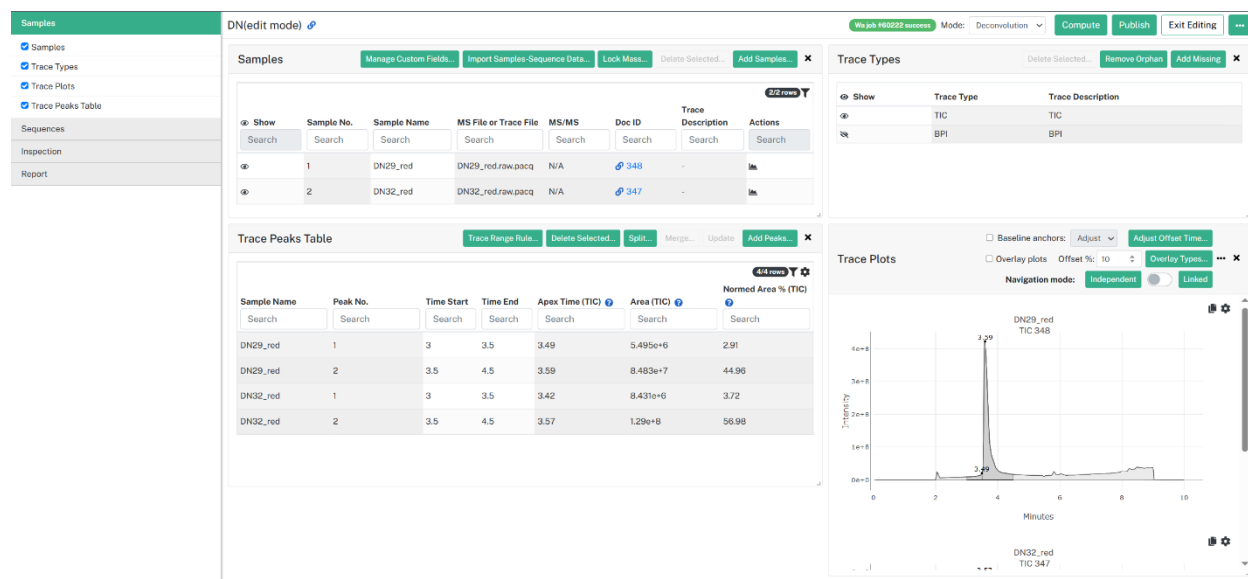 Samples
Samples
Trace Types
Trace Plots
Trace Peaks Table
Sequences
Inspection
Report
DN(edit mode)
Wa job #60222 success Mode: Deconvolution Compute Publish Exit Editing
Samples Manage Custom Fields... Import Samples-Sequence Data... Lock Mass... Delete Selected... Add Samples...
2/2 rows
Show Sample No. Sample Name MS File or Trace File MS/MS Doc ID Trace Description Actions
Search Search Search Search Search Search Search Search
1 DN29_red DN29_red.raw.pacq N/A 348 -
2 DN32_red DN32_red.raw.pacq N/A 347 -
Trace Types Delete Selected... Remove Orphan Add Missing
Show Trace Type Trace Description
TIC TIC
BPI BPI
Trace Peaks Table Trace Range Rule... Delete Selected... Split... Merge... Update Add Peaks...
4/4 rows
Sample Name Peak No. Time Start Time End Apex Time (TIC) Area (TIC) Normed Area % (TIC)
Search Search Search Search Search Search Search
DN29_red 1 3 3.5 3.49 5.495e+6 2.91
DN29_red 2 3.5 4.5 3.59 8.483e+7 44.96
DN32_red 1 3 3.5 3.42 8.431e+6 3.72
DN32_red 2 3.5 4.5 3.57 1.29e+8 56.98
Trace Plots
Baseline anchors: Adjust Adjust Offset Time...
Overlay plots Offset %: 10 Overlay Types...
Navigation mode: Independent Linked
DN29_red
TIC 348
3.59
4e+8
3e+8
2e+8
1e+8
0e+0
Intensity
3.49
0 2 4 6 8 10
Minutes
DN32_red
TIC 347